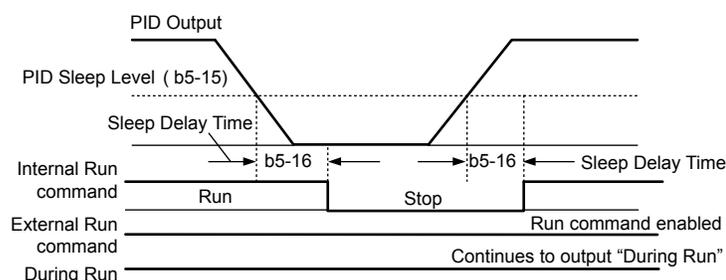 PID Output
PID Sleep Level ( b5-15)
Sleep Delay Time
b5-16
b5-16
Sleep Delay Time
Internal Run
command
Run
Stop
External Run
command
Run command enabled
Continues to output “During Run”
During Run